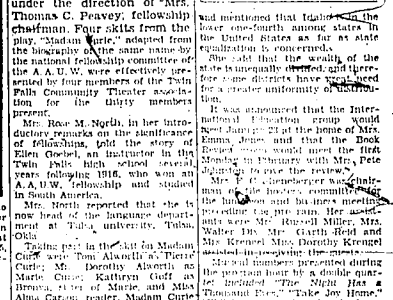 under the direction of Mrs.
Thomas C. Peavey, fellowship
chairman. Four skits from the
play, "Madam Curie," adapted from
the biography of the same name by
the national fellowship committee of
the A. A. U. W. were effectively pre-
sented by four members of the Twin
Falls Community Theater associa-
tion for the thirty members
present.
Mrs. Rose M. North, in her intro-
ductory remarks on the significance
of fellowships, told the story of
Ellen Goebel, an instructor in the
Twin Falls high school several
years following 1916, who won an
A.A.U.W. fellowship and studied
in South America.
Mrs. North reported that she is
now head of the language depart-
ment at Tulsa university, Tulsa,
Okla.
Taking part in the skit on Madam
Curie were Tom Alworth as Pierre
Curie; Mrs. Dorothy Alworth as
Madam Curie; Kathryn Goff as
Bronya, sister of Marie, and Miss
Alma Carson, reader. Madam Curie
and mentioned that Idaho is in the
lower one-fourth among states in
the United States as far as state
equalization is concerned.
She said that the wealth of the
state is unequally and there-
fore some districts have great need
for a greater uniformity of
tion.
It was announced that the Inter-
national Education group would
meet January 23 at the home of Mrs.
Emma Jones and that the Book
Review group would meet the first
Monday in February with Mrs. Pete
Johnston to give the review.
Mrs. was chair-
man of the hostess committee for
the luncheon and business meeting
preceding the program. Her assist-
ants were Mrs. Russell Miller, Mrs.
Walter Mrs. Garth Reid and
Mrs. Krengel. Miss Dorothy Krengel
assisted in serving the guests.
Musical numbers presented during
the program hour by a double quar-
tet included "The Night Has a
Thousand Eyes," "Take Joy Home,"